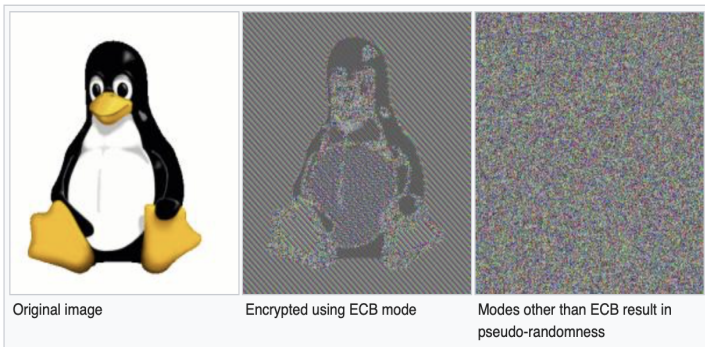 Original image
Encrypted using ECB mode
Modes other than ECB result in
pseudo-randomness